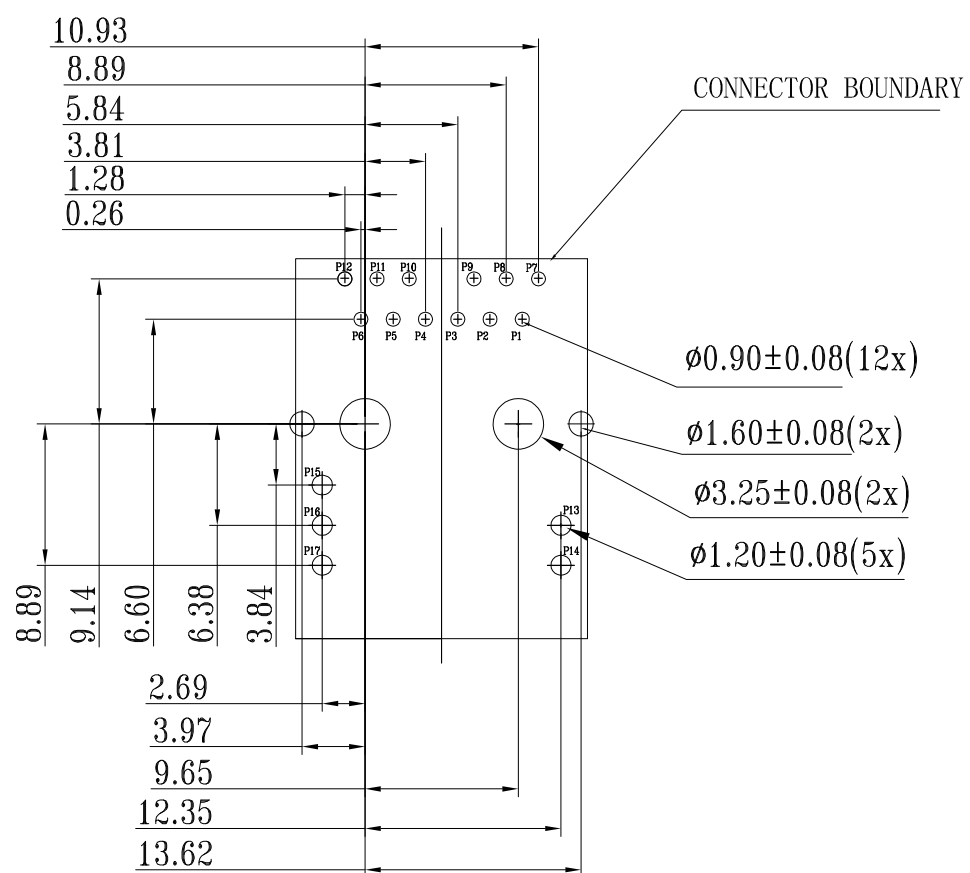 10.93
8.89
CONNECTOR BOUNDARY
5.84
3.81
1.28
0.26
P12 P11 P10 P9 P8 P7
P6 P5 P4 P3 P2 P1
ø0.90±0.08(12x)
ø1.60±0.08(2x)
P15
ø3.25±0.08(2x)
P16 P13
P17 P14
ø1.20±0.08(5x)
8.89
9.14
6.60
6.38
3.84
2.69
3.97
9.65
12.35
13.62